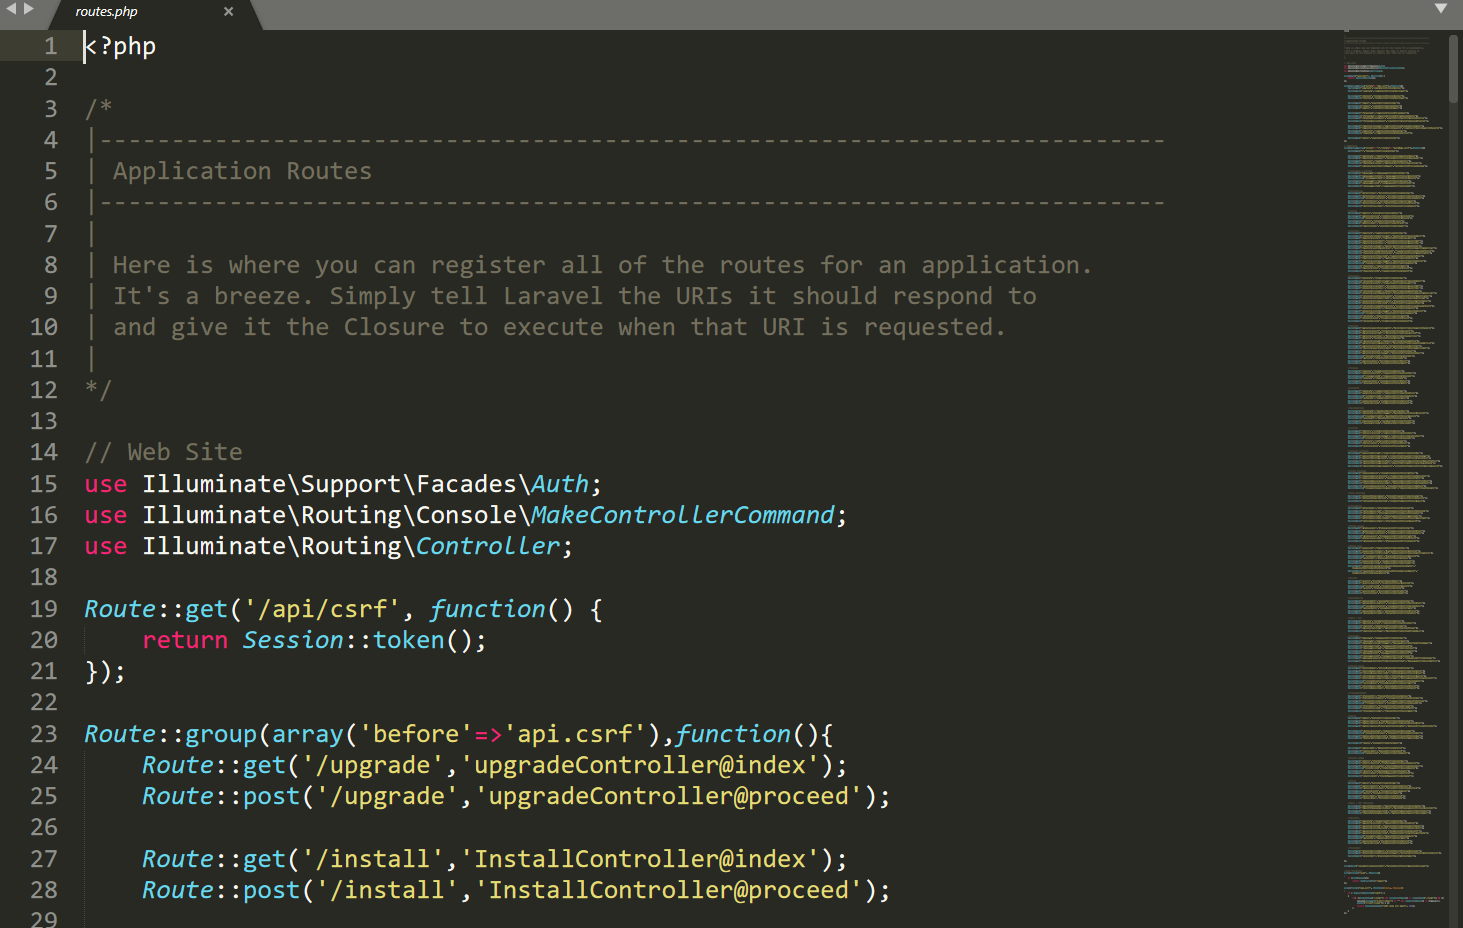 routes.php ×
1 <?php
2
3 /*
4 |--------------------------------------------------------------------------
5 | Application Routes
6 |--------------------------------------------------------------------------
7 |
8 | Here is where you can register all of the routes for an application.
9 | It's a breeze. Simply tell Laravel the URIs it should respond to
10 | and give it the Closure to execute when that URI is requested.
11 |
12 */
13
14 // Web Site
15 use Illuminate\Support\Facades\Auth;
16 use Illuminate\Routing\Console\MakeControllerCommand;
17 use Illuminate\Routing\Controller;
18
19 Route::get('/api/csrf', function() {
20     return Session::token();
21 });
22
23 Route::group(array('before'=>'api.csrf'),function(){
24     Route::get('/upgrade','upgradeController@index');
25     Route::post('/upgrade','upgradeController@proceed');
26
27     Route::get('/install','InstallController@index');
28     Route::post('/install','InstallController@proceed');
29